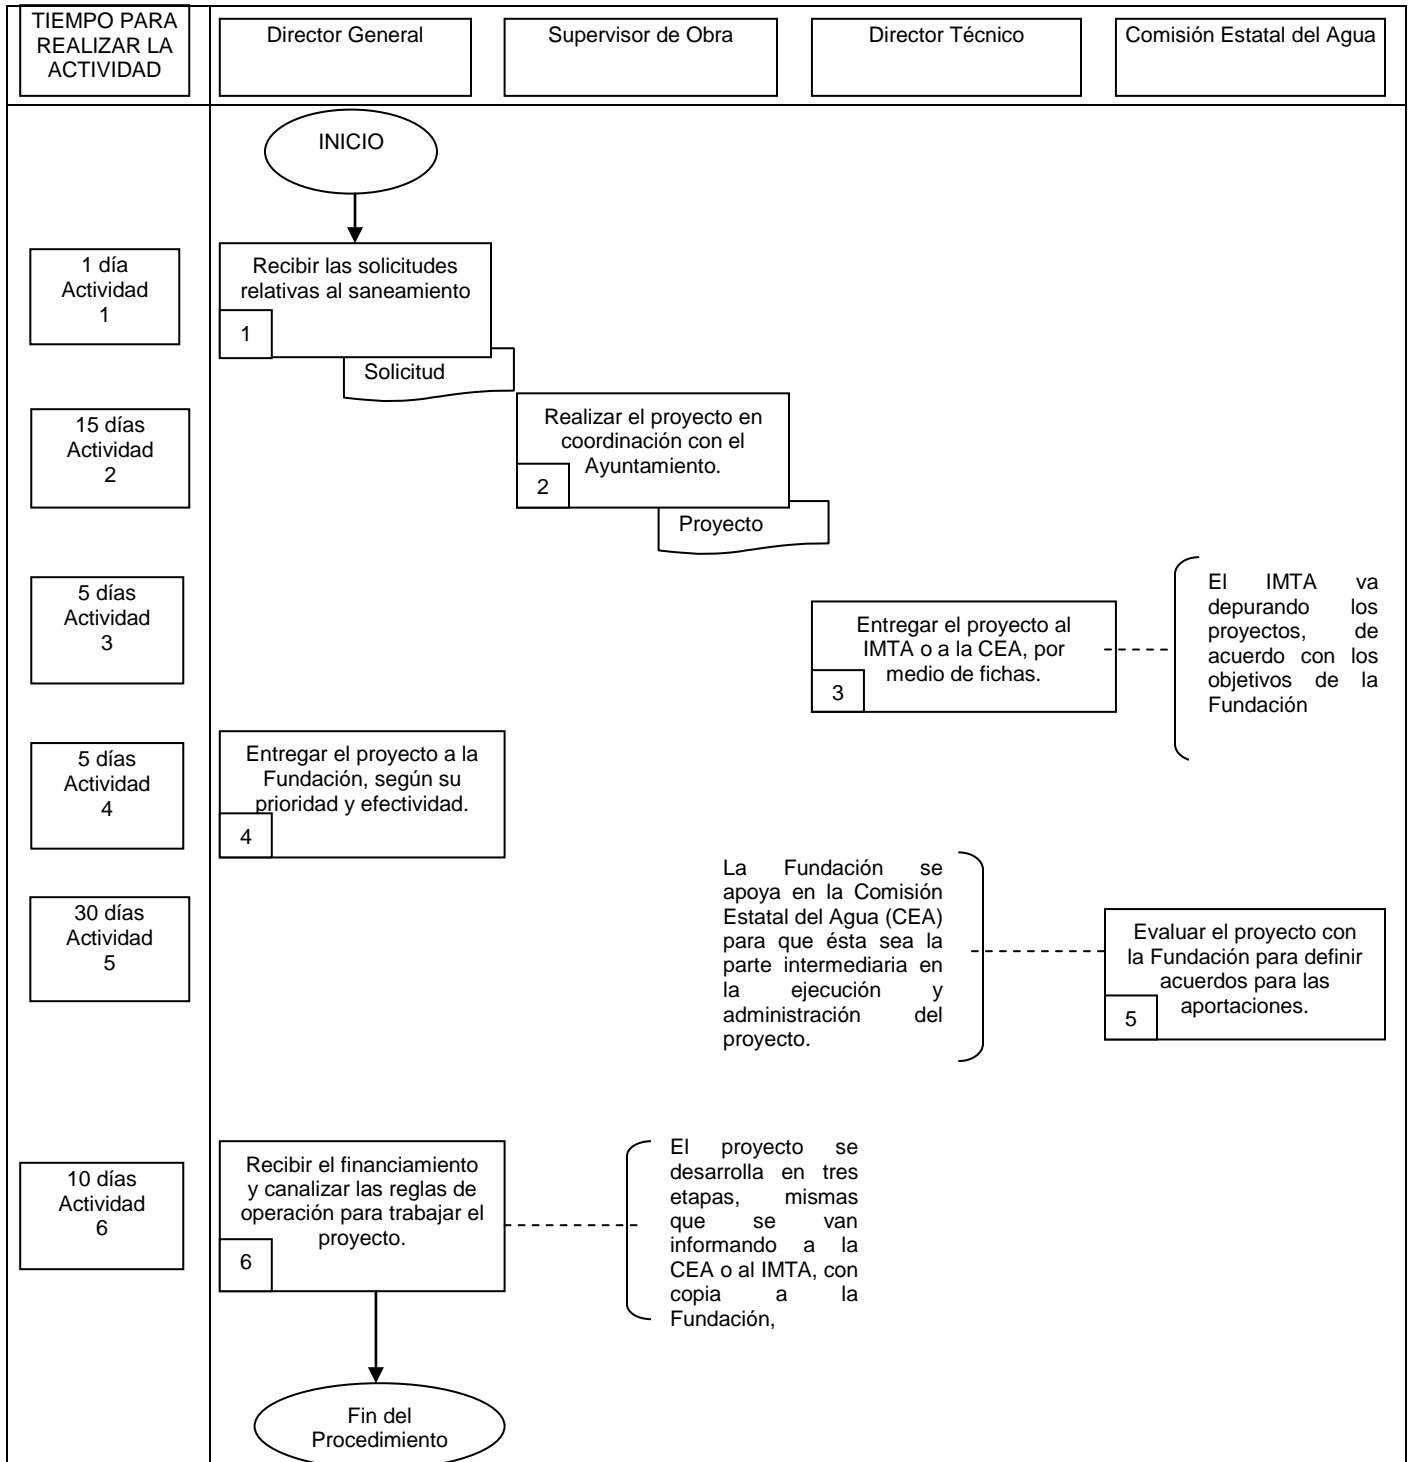 TIEMPO PARA
REALIZAR LA
ACTIVIDAD
Director General
Supervisor de Obra
Director Técnico
Comisión Estatal del Agua
INICIO
1 día
Actividad
1
Recibir las solicitudes
relativas al saneamiento
1
Solicitud
15 días
Actividad
2
Realizar el proyecto en
coordinación con el
Ayuntamiento.
2
Proyecto
5 días
Actividad
3
Entregar el proyecto al
IMTA o a la CEA, por
medio de fichas.
3
El IMTA va
depurando los
proyectos, de
acuerdo con los
objetivos de la
Fundación
5 días
Actividad
4
Entregar el proyecto a la
Fundación, según su
prioridad y efectividad.
4
30 días
Actividad
5
La Fundación se
apoya en la Comisión
Estatal del Agua (CEA)
para que ésta sea la
parte intermediaria en
la ejecución y
administración del
proyecto.
Evaluar el proyecto con
la Fundación para definir
acuerdos para las
aportaciones.
5
10 días
Actividad
6
Recibir el financiamiento
y canalizar las reglas de
operación para trabajar el
proyecto.
6
El proyecto se
desarrolla en tres
etapas, mismas
que se van
informando a la
CEA o al IMTA, con
copia a la
Fundación,
Fin del
Procedimiento